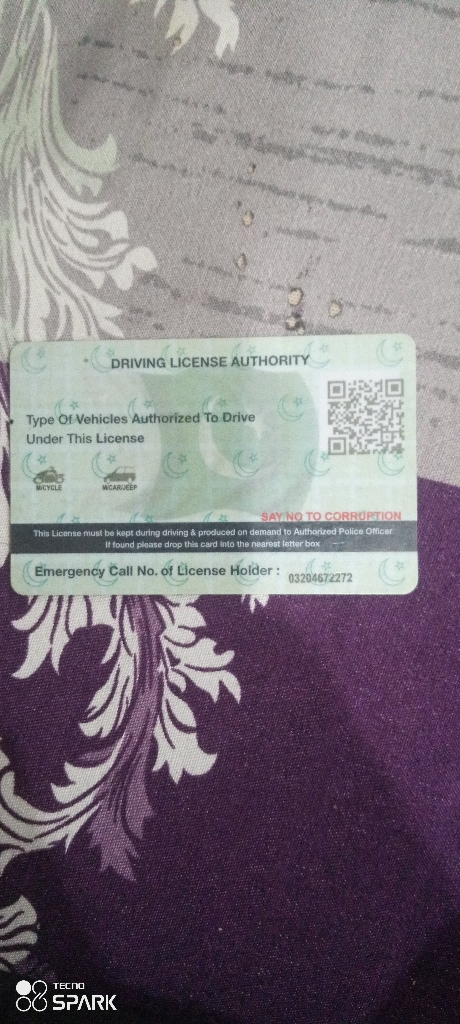 DRIVING LICENSE AUTHORITY
Type Of Vehicles Authorized To Drive
Under This License
M/CYCLE M/CAR/JEEP
SAY NO TO CORRUPTION
This License must be kept during driving & produced on demand to Authorized Police Officer
If found please drop this card into the nearest letter box
Emergency Call No. of License Holder : 03204672272
TECNO
SPARK